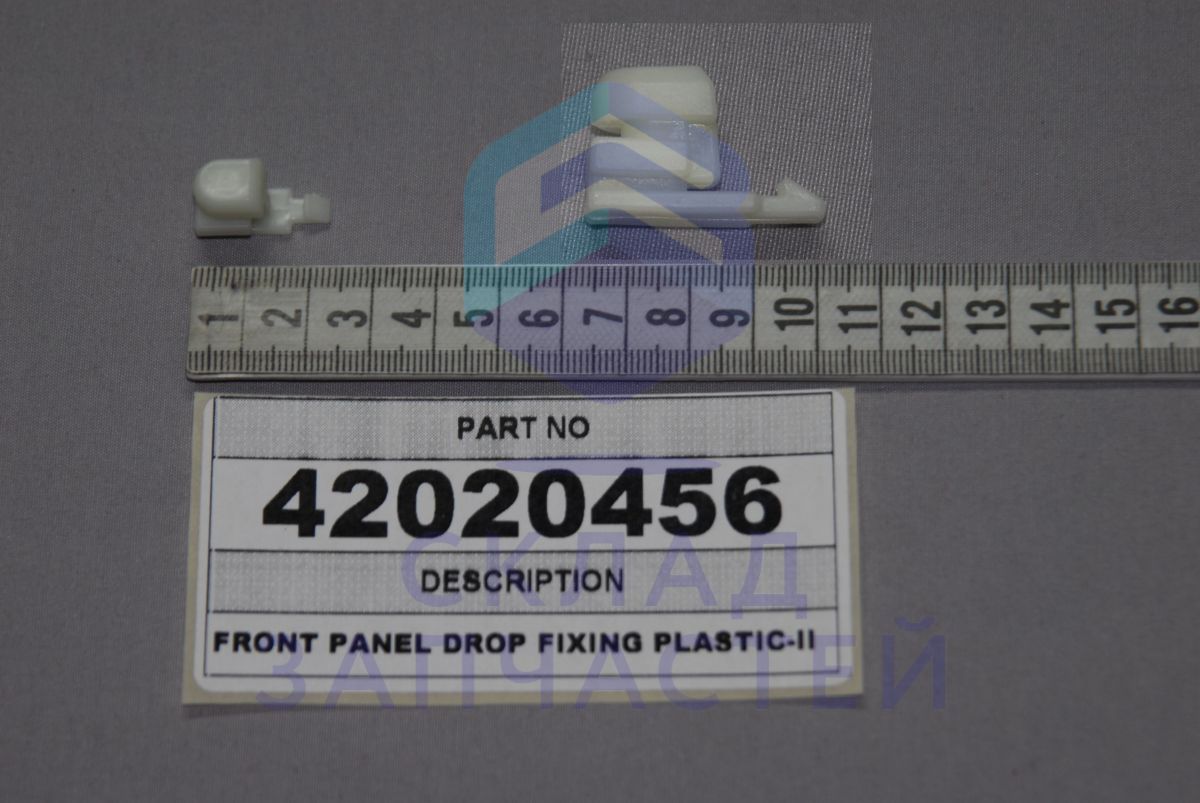 1 2 3 4 5 6 7 8 9 10 11 12 13 14 15 16
PART NO
42020456
DESCRIPTION
FRONT PANEL DROP FIXING PLASTIC-II
СКЛАД
ЗАПЧАСТЕЙ